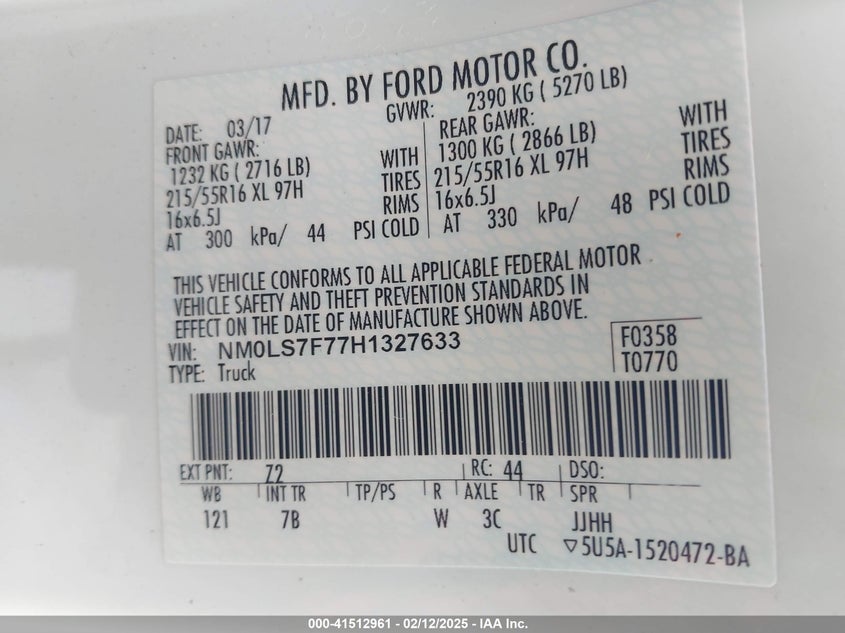 MFD. BY FORD MOTOR CO.
DATE: 03/17 GVWR: 2390 KG ( 5270 LB)
FRONT GAWR: REAR GAWR:
1232 KG ( 2716 LB) WITH 1300 KG ( 2866 LB) WITH
215/55R16 XL 97H TIRES 215/55R16 XL 97H TIRES
16x6.5J RIMS 16x6.5J RIMS
AT 300 kPa/ 44 PSI COLD AT 330 kPa/ 48 PSI COLD
THIS VEHICLE CONFORMS TO ALL APPLICABLE FEDERAL MOTOR
VEHICLE SAFETY AND THEFT PREVENTION STANDARDS IN
EFFECT ON THE DATE OF MANUFACTURE SHOWN ABOVE.
VIN: NM0LS7F77H1327633 F0358
TYPE: Truck T0770
EXT PNT: 72 RC: 44 DSO:
WB INT TR TP/PS R AXLE TR SPR
121 7B W 3C JJHH
UTC ▽5U5A-1520472-BA
000-41512961 - 02/12/2025 - IAA Inc.